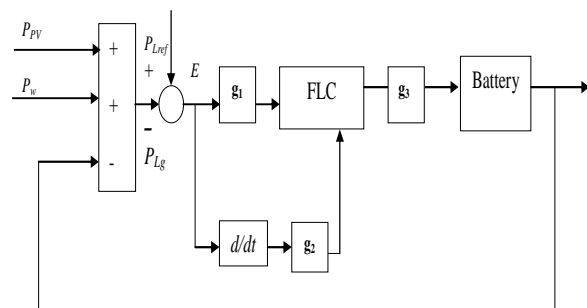 P_PV
P_w
+
+
-
P_Lref
+
-
P_Lg
E
g1
FLC
g3
Battery
d/dt
g2